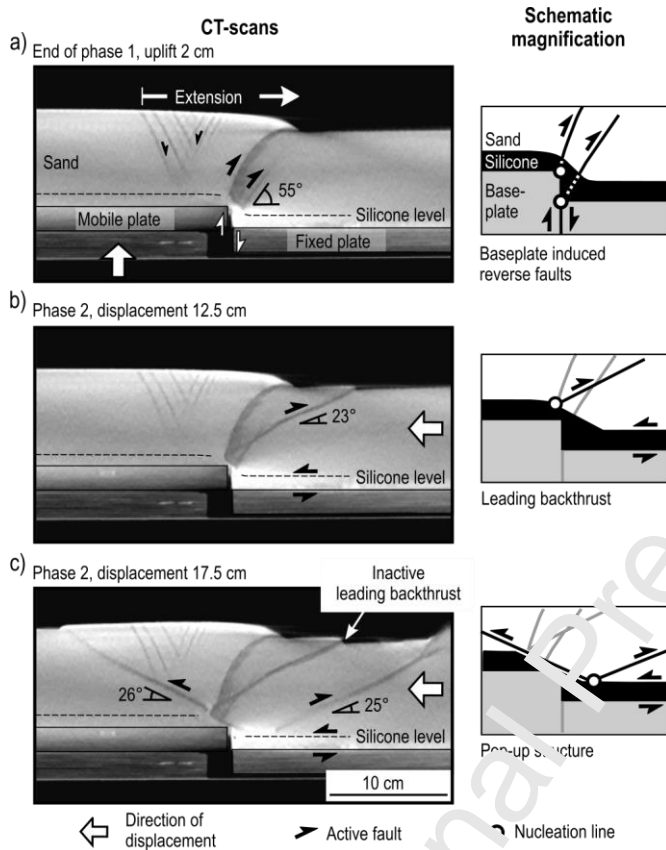 CT-scans
Schematic
magnification
a) End of phase 1, uplift 2 cm
Extension
Sand
55°
Mobile plate
Silicone level
Fixed plate
Sand
Silicone
Base-
plate
Baseplate induced
reverse faults
b) Phase 2, displacement 12.5 cm
23°
Silicone level
Leading backthrust
c) Phase 2, displacement 17.5 cm
Inactive
leading backthrust
26°
25°
Silicone level
10 cm
Pop-up structure
Direction of
displacement
Active fault
Nucleation line
nal Pre